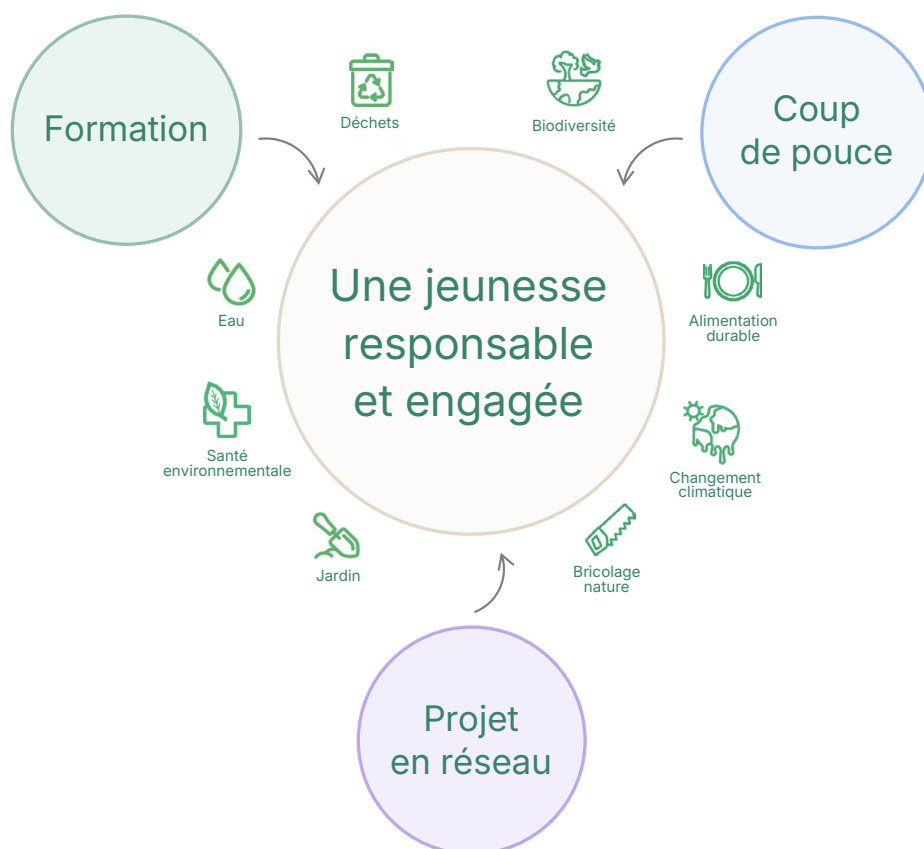 Formation
Déchets
Biodiversité
Coup
de pouce
Une jeunesse
responsable
et engagée
Eau
Alimentation
durable
Santé
environnementale
Changement
climatique
Jardin
Bricolage
nature
Projet
en réseau